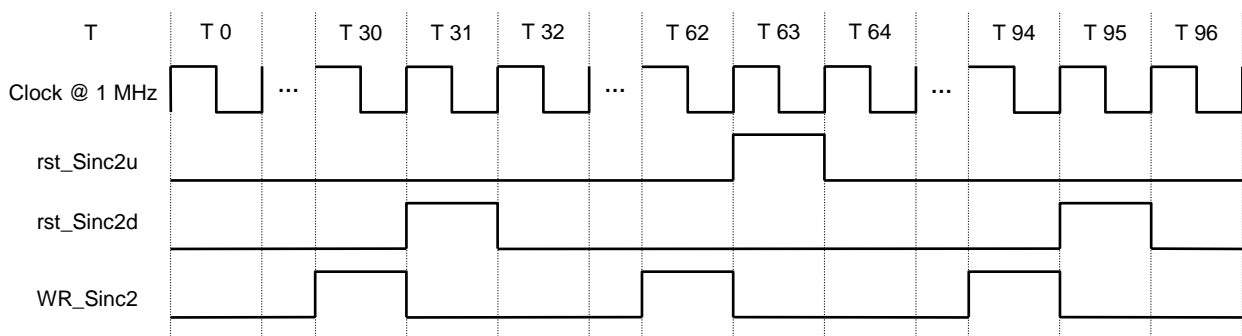 T T 0 T 30 T 31 T 32 T 62 T 63 T 64 T 94 T 95 T 96
Clock @ 1 MHz ... ... ...
rst_Sinc2u
rst_Sinc2d
WR_Sinc2